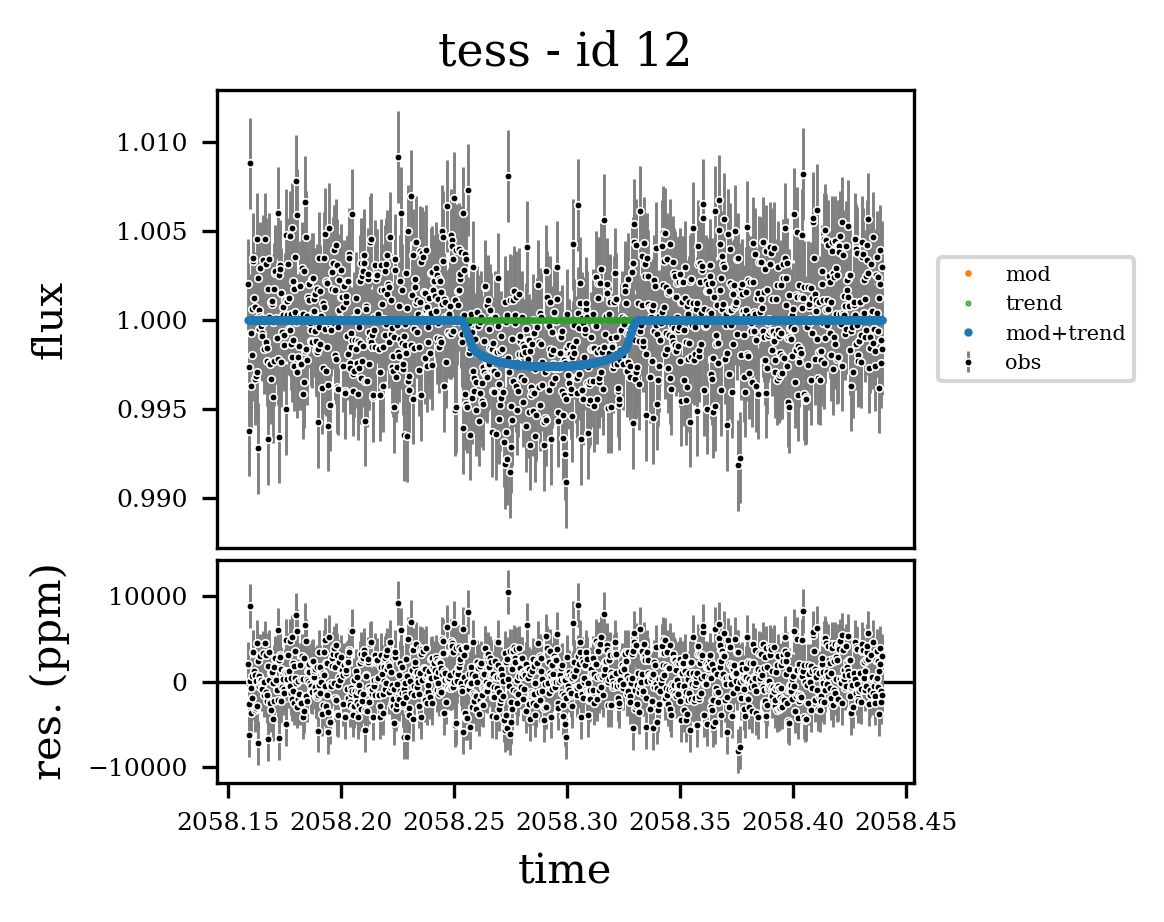 tess - id 12
flux
1.010
1.005
1.000
0.995
0.990
mod
trend
mod+trend
obs
res. (ppm)
10000
0
−10000
2058.15 2058.20 2058.25 2058.30 2058.35 2058.40 2058.45
time